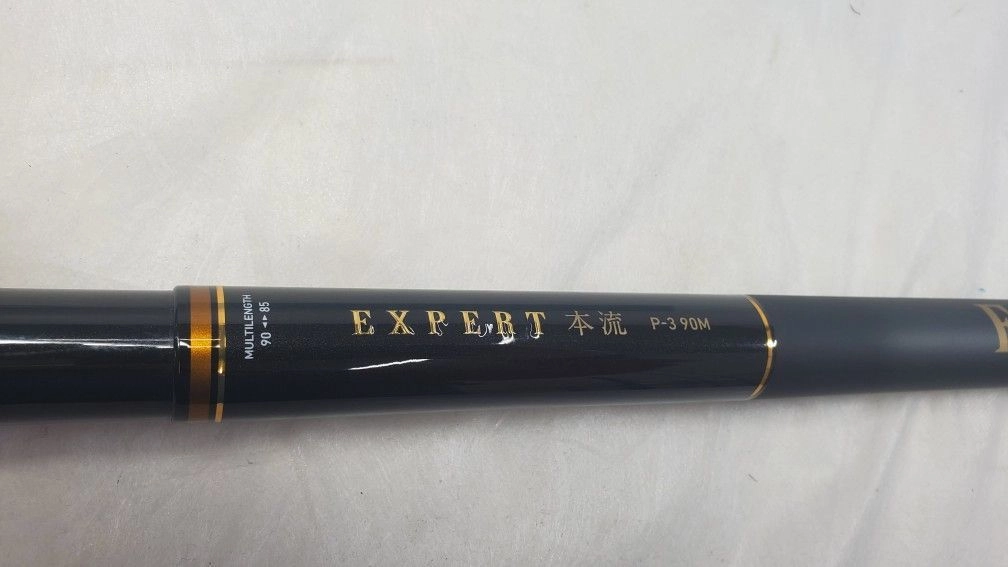 MULTILENGTH
90 ◂▸ 85
EXPERT 本流 P-3 90M
E